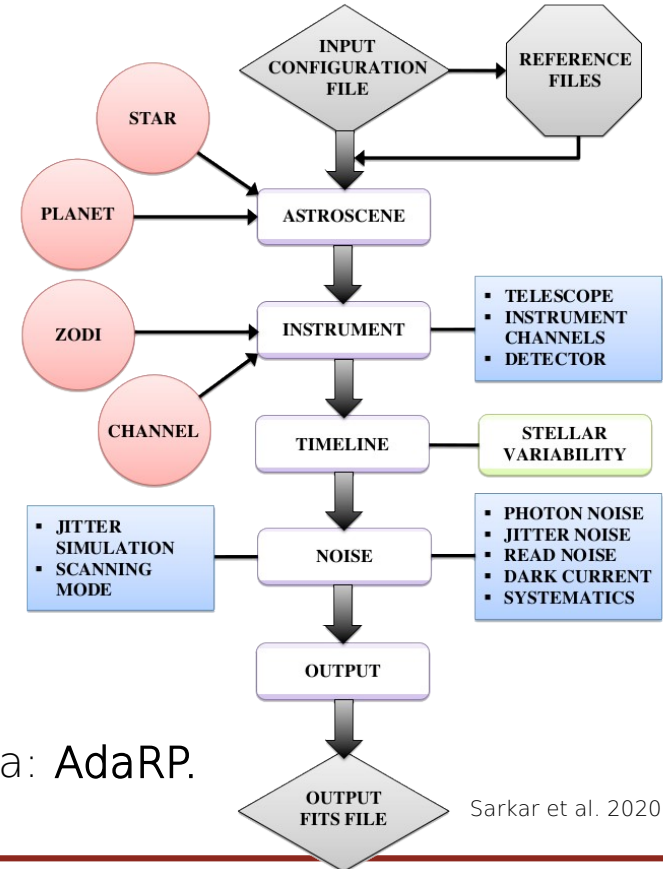 INPUT
CONFIGURATION
FILE
REFERENCE
FILES
STAR
PLANET
ASTROSCENE
ZODI
INSTRUMENT
▪ TELESCOPE
▪ INSTRUMENT
CHANNELS
▪ DETECTOR
CHANNEL
TIMELINE
STELLAR
VARIABILITY
▪ JITTER
SIMULATION
▪ SCANNING
MODE
NOISE
▪ PHOTON NOISE
▪ JITTER NOISE
▪ READ NOISE
▪ DARK CURRENT
▪ SYSTEMATICS
OUTPUT
a: AdaRP.
OUTPUT
FITS FILE
Sarkar et al. 2020